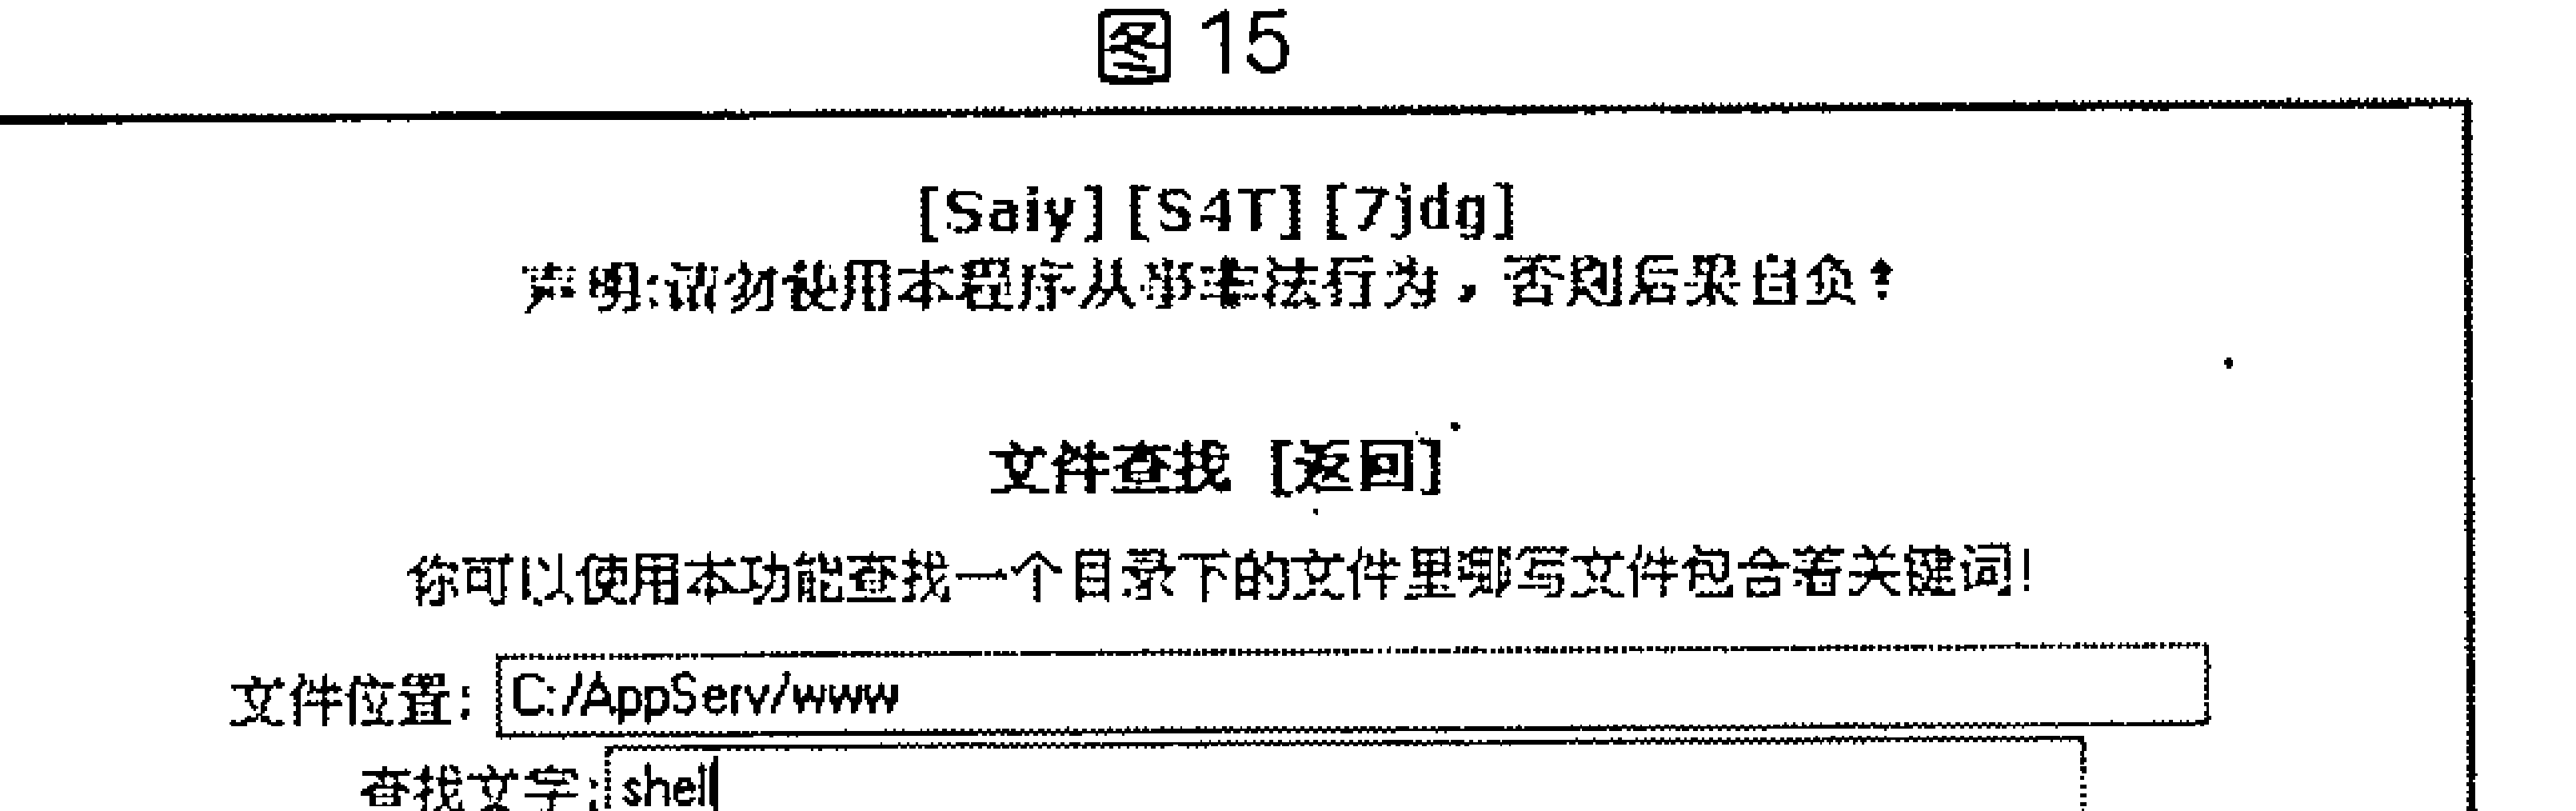 图 15
[Saiy] [S4T] [7jdg]
声明:请勿使用本程序从事非法行为，否则后果自负！
文件查找 [返回]
你可以使用本功能查找一个目录下的文件里哪写文件包含着关键词!
文件位置: C:/AppServ/www
查找文字: shell